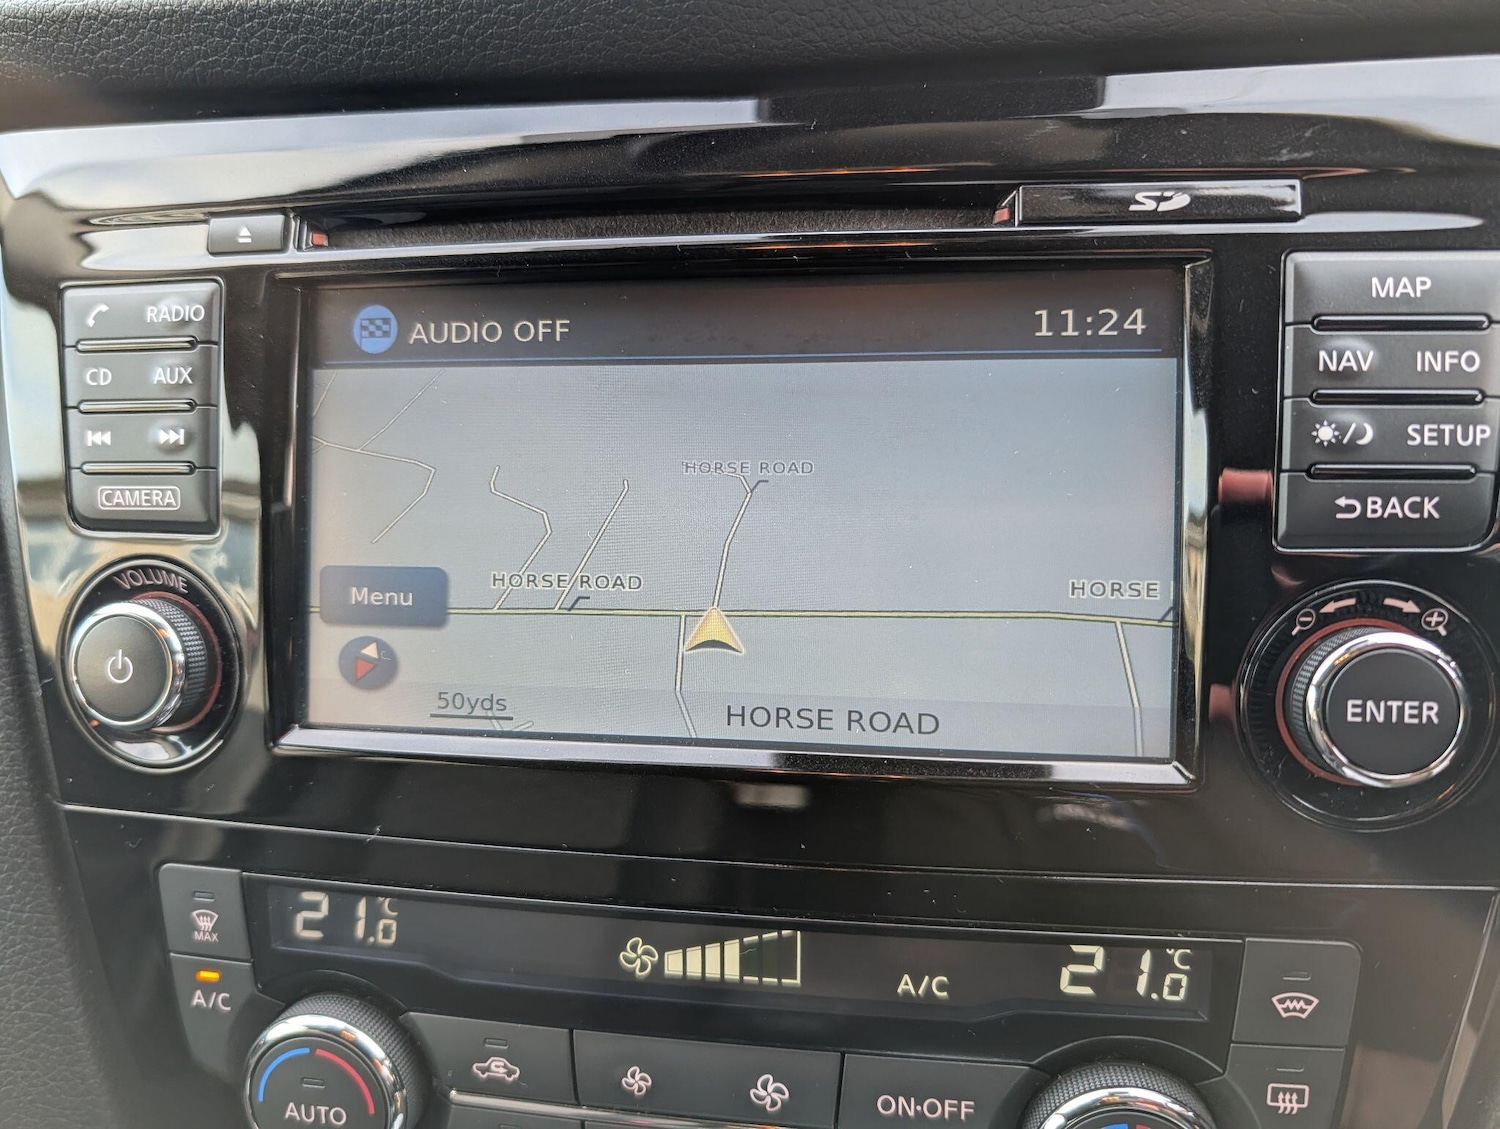 SD
RADIO
CD AUX
CAMERA
VOLUME
AUDIO OFF 11:24
HORSE ROAD
HORSE ROAD
HORSE
Menu
50yds
HORSE ROAD
MAP
NAV INFO
SETUP
BACK
ENTER
MAX
21.0°C
A/C
21.0°C
A/C
AUTO
ON·OFF